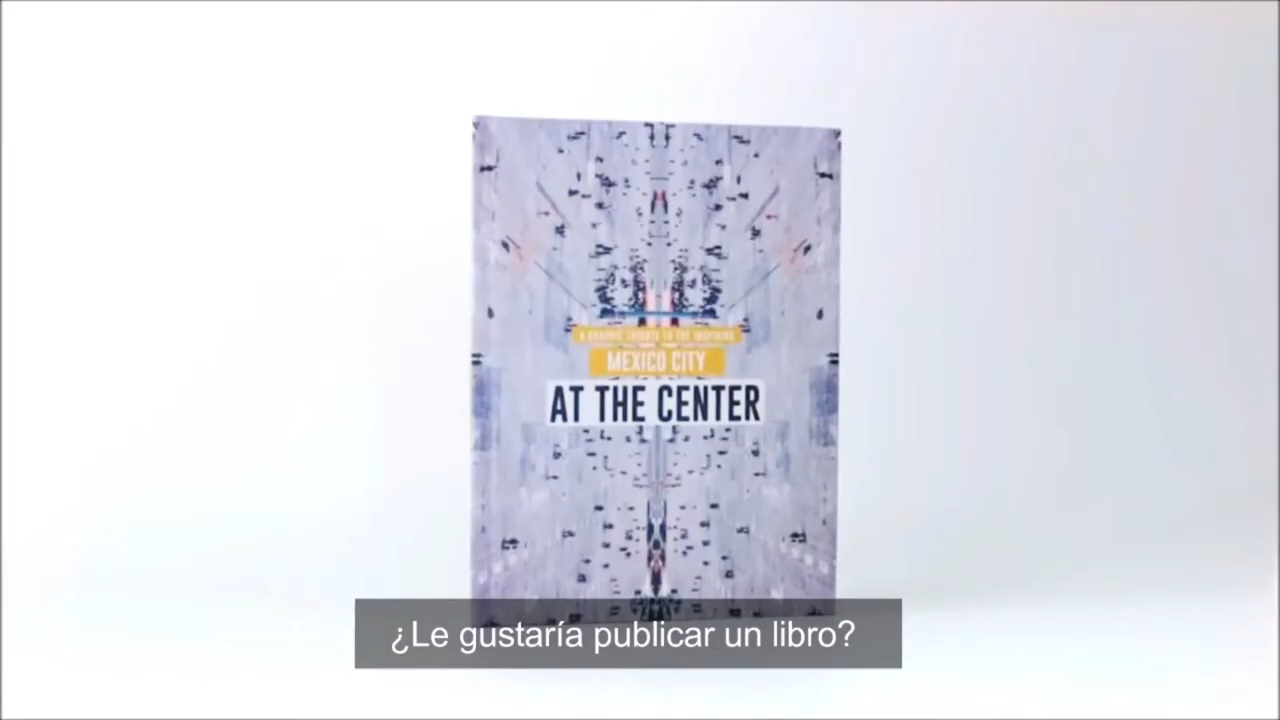 A GRAPHIC TRIBUTE TO THE INSPIRING
MEXICO CITY
AT THE CENTER
¿Le gustaría publicar un libro?